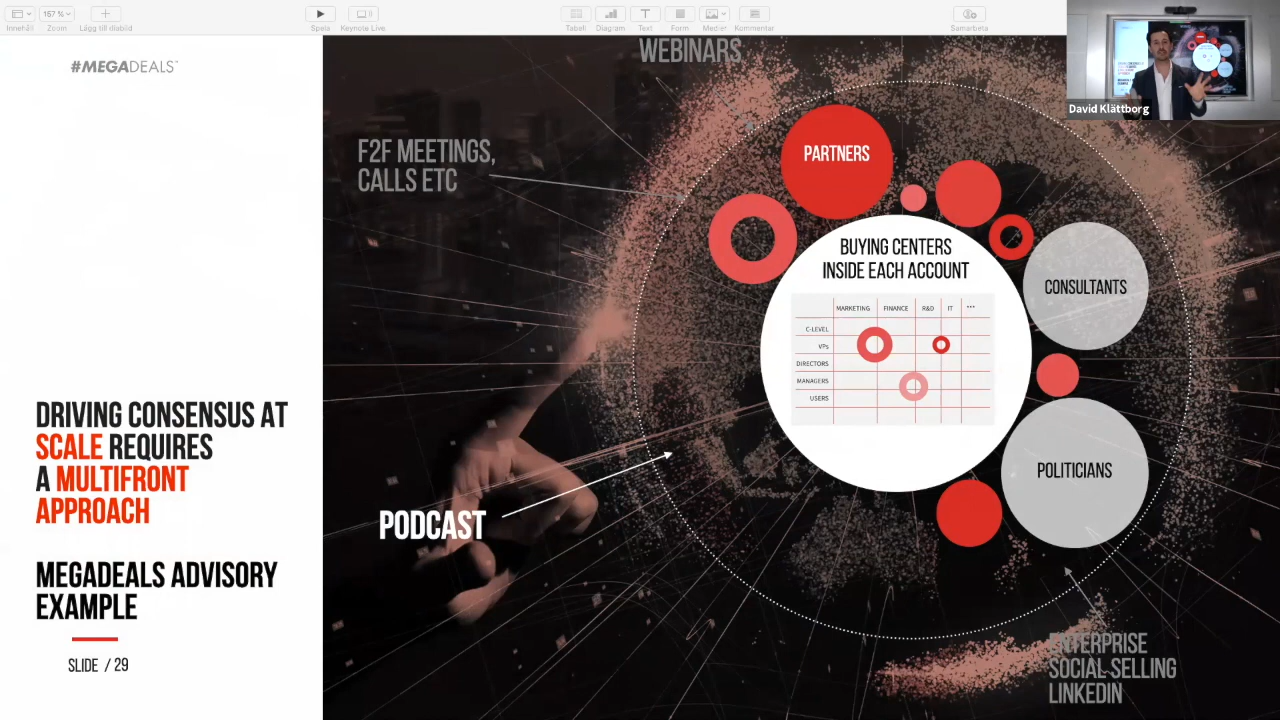 157 %
Innehåll
Zoom
Lägg till diabild
Spela
Keynote Live
Tabell
Diagram
Text
Form
Medier
Kommentar
Samarbeta
David Klättborg
#MEGADEALS
WEBINARS,
F2F MEETINGS,
CALLS ETC
PARTNERS
BUYING CENTERS
INSIDE EACH ACCOUNT
MARKETING FINANCE R&D IT ***
C-LEVEL
VPs
DIRECTORS
MANAGERS
USERS
CONSULTANTS
POLITICIANS
PODCAST
ENTERPRISE
SOCIAL SELLING
LINKEDIN
DRIVING CONSENSUS AT
SCALE REQUIRES
A MULTIFRONT
APPROACH
MEGADEALS ADVISORY
EXAMPLE
SLIDE / 29